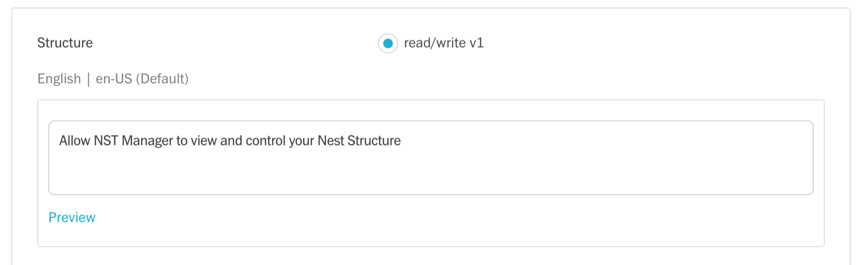 Structure
read/write v1
English | en-US (Default)
Allow NST Manager to view and control your Nest Structure
Preview